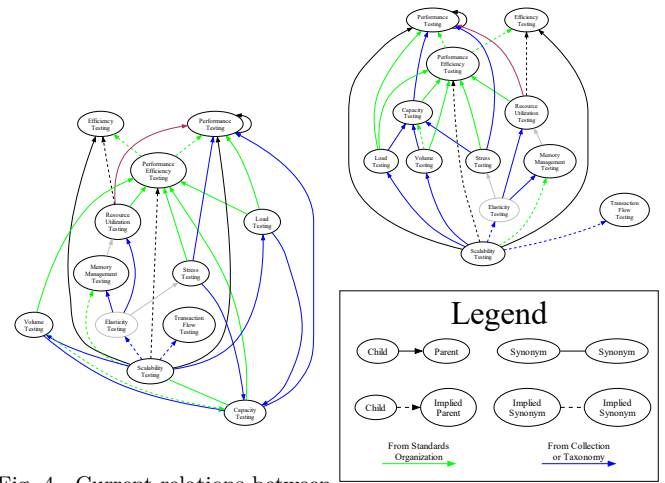 Efficiency
Testing
Performance
Testing
Performance
Efficiency
Testing
Resource
Utilization
Testing
Load
Testing
Memory
Management
Testing
Stress
Testing
Volume
Testing
Elasticity
Testing
Transaction
Flow
Testing
Scalability
Testing
Capacity
Testing
Fig. 4. Current relations between
Performance
Testing
Efficiency
Testing
Performance
Efficiency
Testing
Capacity
Testing
Resource
Utilization
Testing
Load
Testing
Volume
Testing
Stress
Testing
Memory
Management
Testing
Elasticity
Testing
Transaction
Flow
Testing
Scalability
Testing
Legend
Child
Parent
Synonym
Synonym
Child
Implied
Parent
Implied
Synonym
Implied
Synonym
From Standards
Organization
From Collection
or Taxonomy